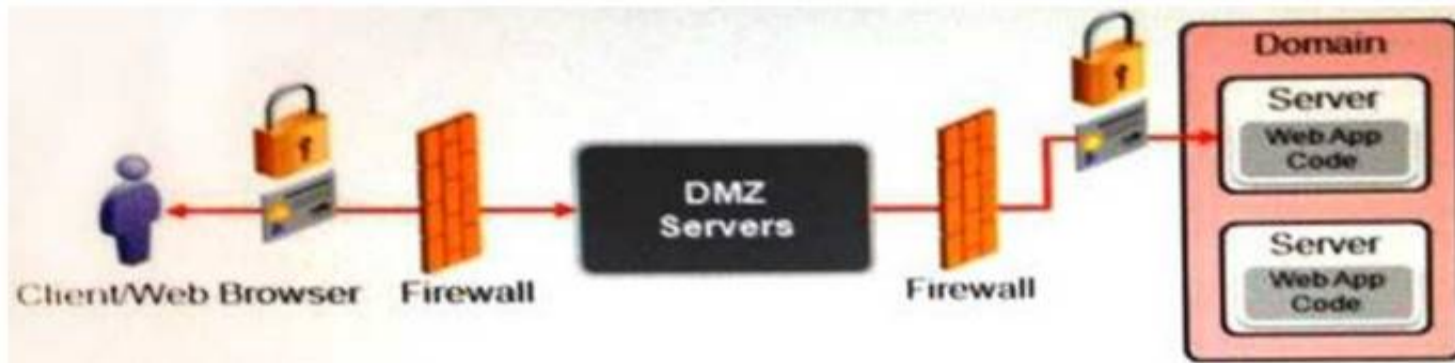 Domain
Server
Web App
Code
DMZ
Servers
Server
Web App
Code
Client/Web Browser
Firewall
Firewall